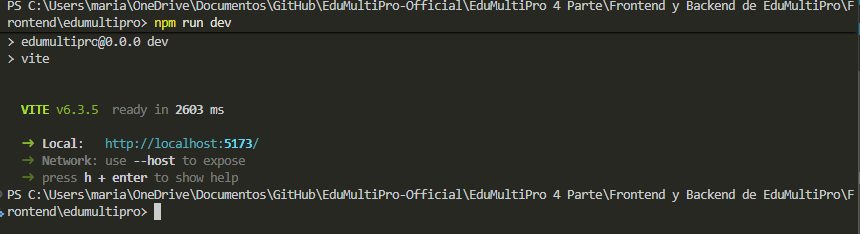 PS C:\Users\maria\OneDrive\Documentos\GitHub\EduMultiPro-Official\EduMultiPro 4 Parte\Frontend y Backend de EduMultiPro\F
rontend\edumultipro> npm run dev
> edumultipro@0.0.0 dev
> vite
VITE v6.3.5 ready in 2603 ms
➜ Local: http://localhost:5173/
➜ Network: use --host to expose
➜ press h + enter to show help
PS C:\Users\maria\OneDrive\Documentos\GitHub\EduMultiPro-Official\EduMultiPro 4 Parte\Frontend y Backend de EduMultiPro\F
rontend\edumultipro>